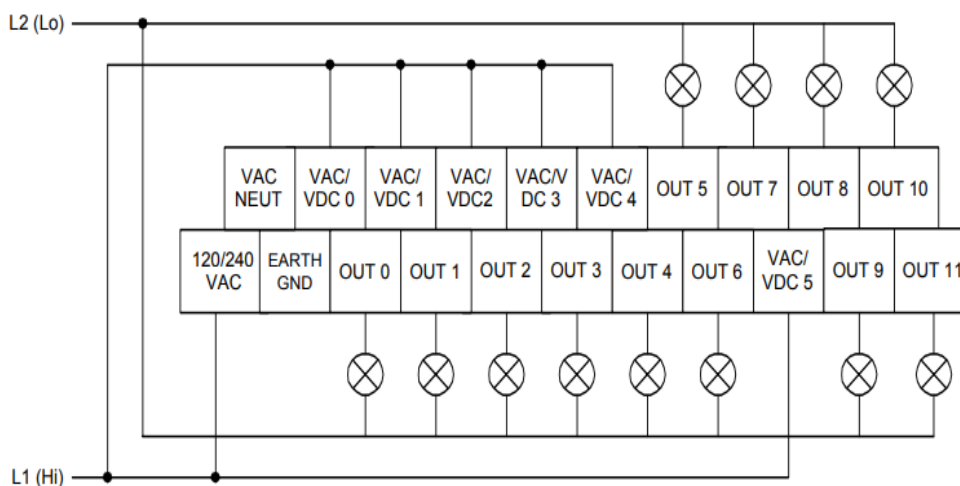 L2 (Lo)
VAC
NEUT
VAC/
VDC 0
VAC/
VDC 1
VAC/
VDC2
VAC/V
DC 3
VAC/
VDC 4
OUT 5
OUT 7
OUT 8
OUT 10
120/240
VAC
EARTH
GND
OUT 0
OUT 1
OUT 2
OUT 3
OUT 4
OUT 6
VAC/
VDC 5
OUT 9
OUT 11
L1 (Hi)